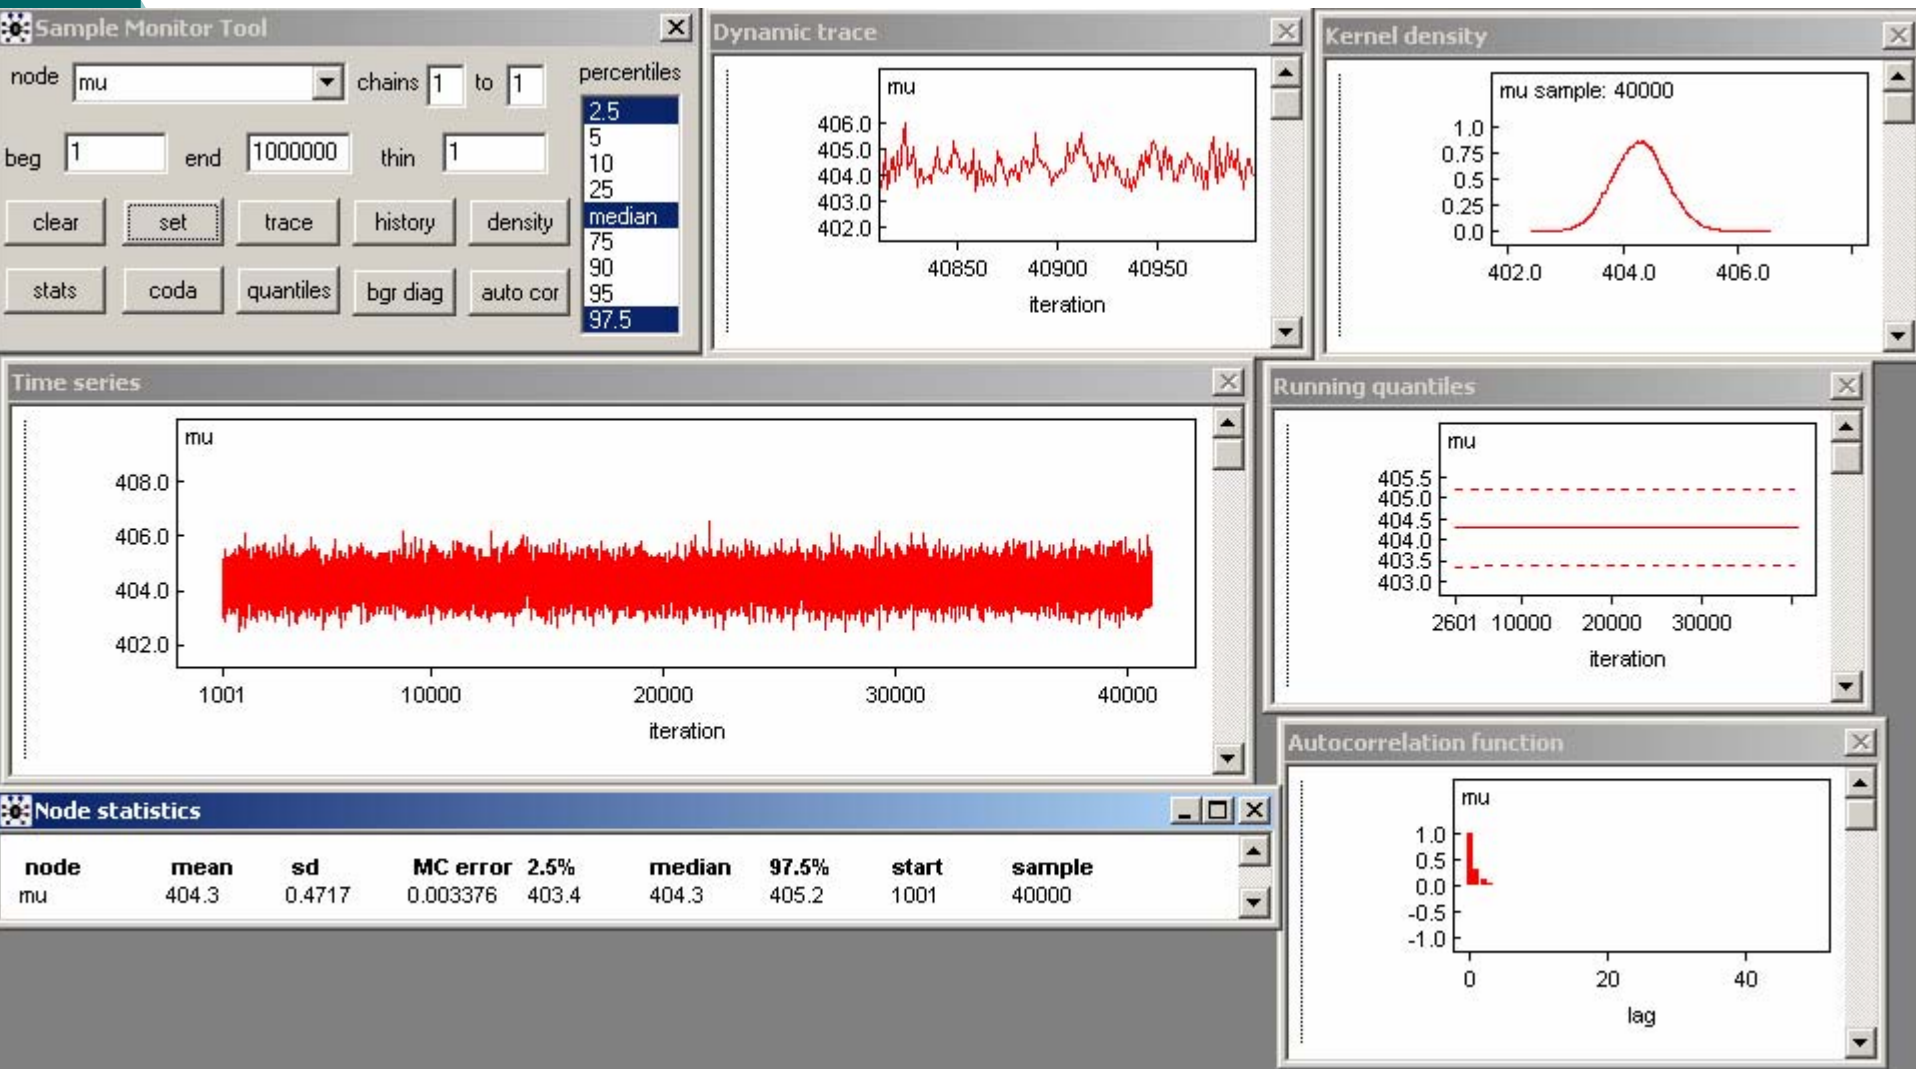 Sample Monitor Tool
node mu chains 1 to 1 percentiles
beg 1 end 1000000 thin 1
2.5
5
10
25
median
75
90
95
97.5
clear set trace history density
stats coda quantiles bgr diag auto cor
Dynamic trace
mu
406.0
405.0
404.0
403.0
402.0
40850 40900 40950
iteration
Kernel density
mu sample: 40000
1.0
0.75
0.5
0.25
0.0
402.0 404.0 406.0
Time series
mu
408.0
406.0
404.0
402.0
1001 10000 20000 30000 40000
iteration
Running quantiles
mu
405.5
405.0
404.5
404.0
403.5
403.0
2601 10000 20000 30000
iteration
Node statistics
node mean sd MC error 2.5% median 97.5% start sample
mu 404.3 0.4717 0.003376 403.4 404.3 405.2 1001 40000
Autocorrelation function
mu
1.0
0.5
0.0
-0.5
-1.0
0 20 40
lag